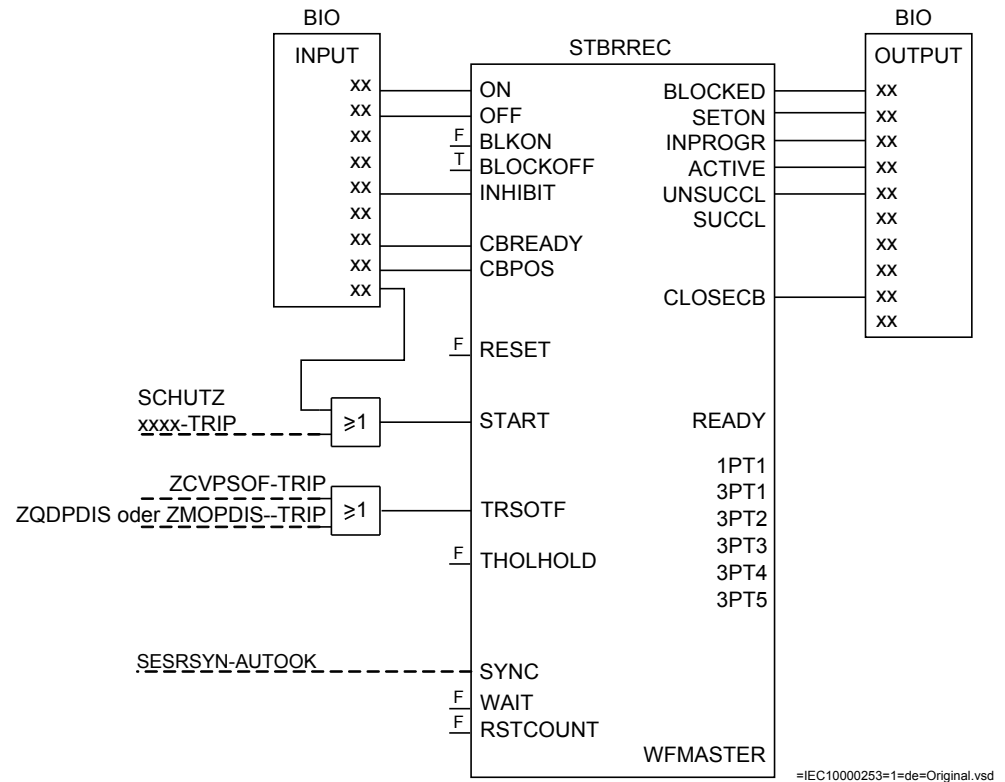 BIO
INPUT
xx
xx
xx
xx
xx
xx
xx
xx
xx
STBRREC
ON
OFF
F BLKON
T BLOCKOFF
INHIBIT
CBREADY
CBPOS
F RESET
START
TRSOTF
F THOLHOLD
SYNC
F WAIT
F RSTCOUNT
BLOCKED
SETON
INPROGR
ACTIVE
UNSUCCL
SUCCL
CLOSECB
READY
1PT1
3PT1
3PT2
3PT3
3PT4
3PT5
WFMASTER
BIO
OUTPUT
xx
xx
xx
xx
xx
xx
xx
xx
xx
xx
SCHUTZ
xxxx-TRIP
≥1
ZCVPSOF-TRIP
ZQDPDIS oder ZMOPDIS--TRIP
≥1
SESRSYN-AUTOOK
=IEC10000253=1=de=Original.vsd